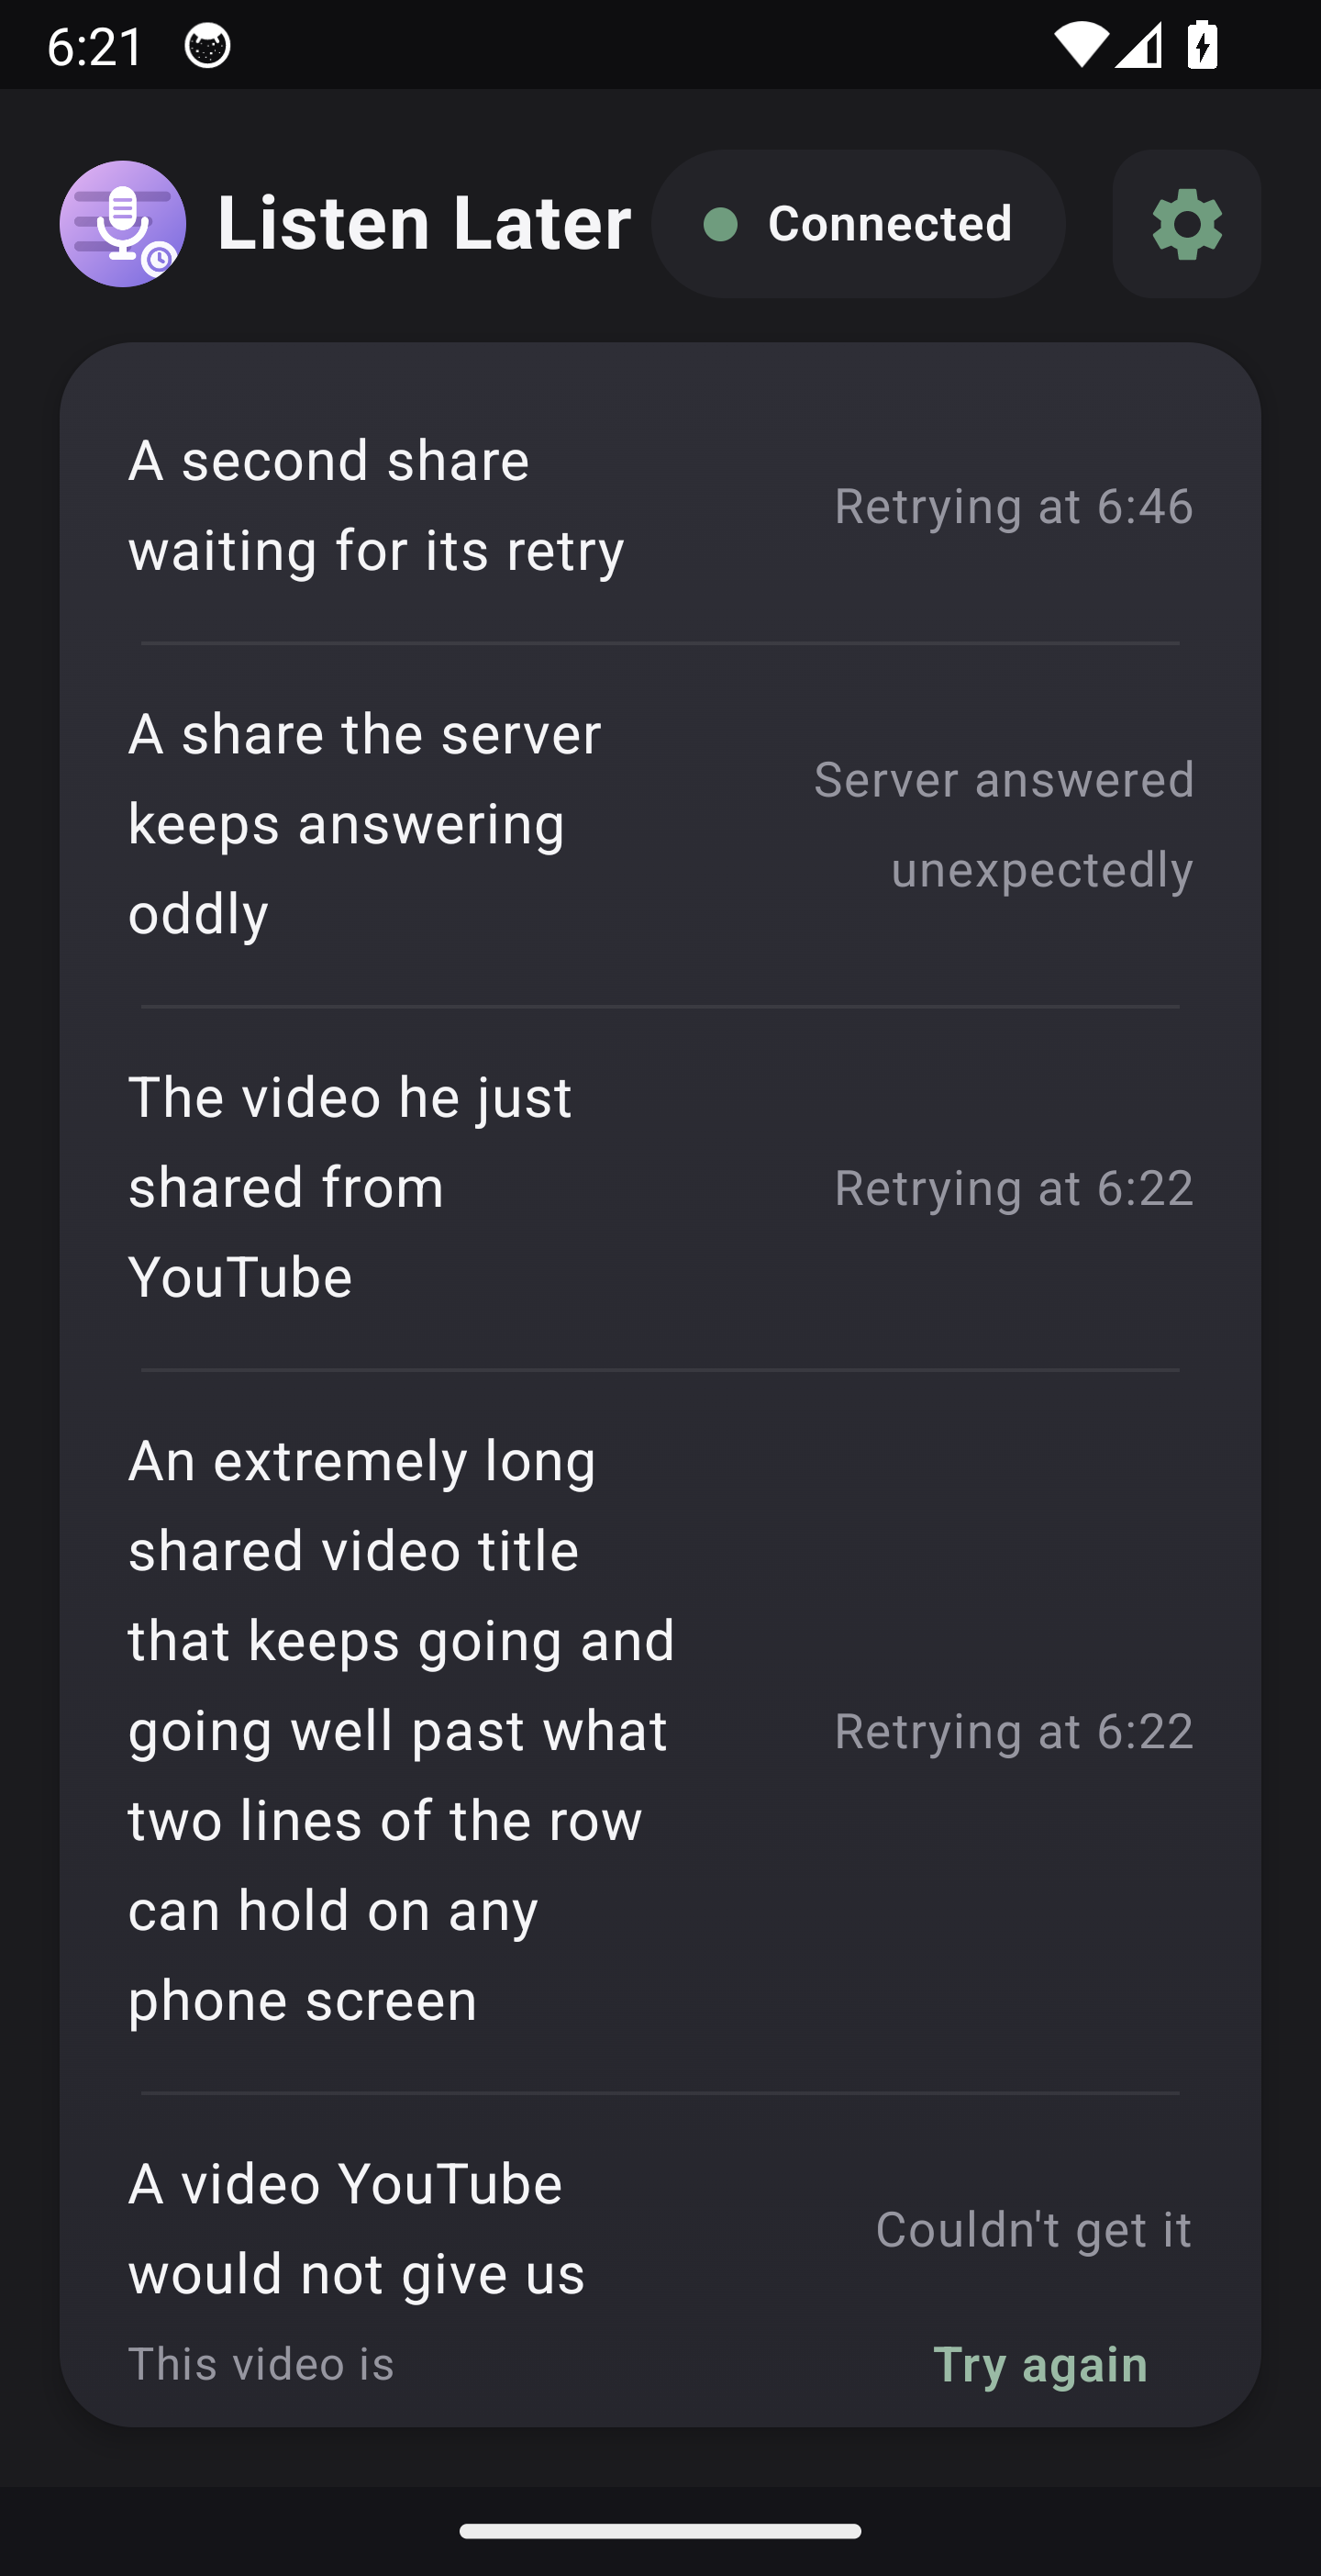 6:21
Listen Later
Connected
A second share
waiting for its retry
Retrying at 6:46
A share the server
keeps answering
oddly
Server answered
unexpectedly
The video he just
shared from
YouTube
Retrying at 6:22
An extremely long
shared video title
that keeps going and
going well past what
two lines of the row
can hold on any
phone screen
Retrying at 6:22
A video YouTube
would not give us
Couldn't get it
This video is
Try again